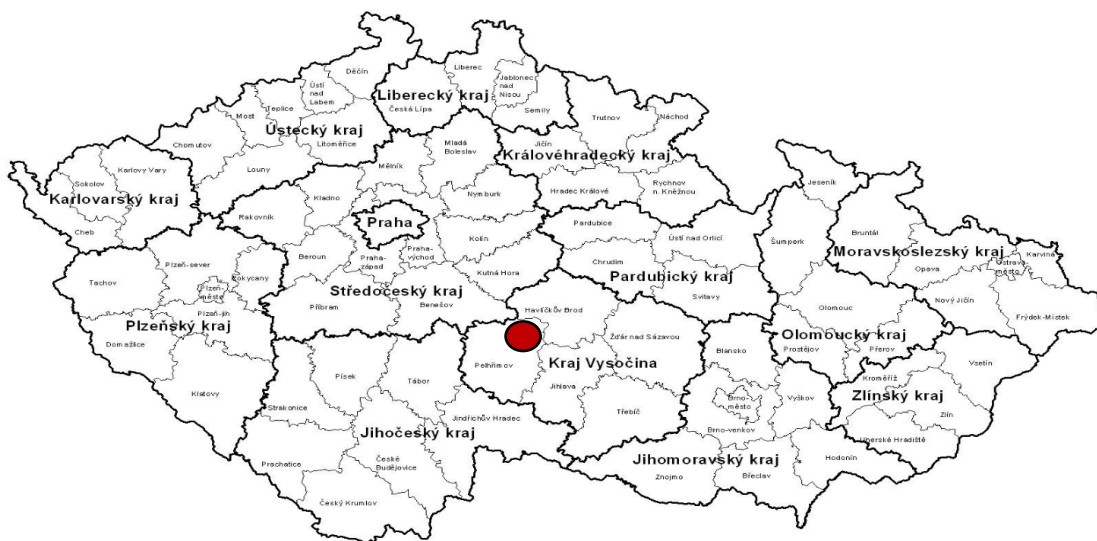 Děčín
Liberec
Ústí
nad
Labem
Jablonec
nad
Nisou
Liberecký kraj
Česká Lípa
Semily
Teplice
Most
Ústecký kraj
Litoměřice
Chomutov
Louny
Trutnov
Náchod
Jičín
Královéhradecký kraj
Hradec Králové
Rychnov
n. Kněžnou
Mladá
Boleslav
Mělník
Nymburk
Karlovy Vary
Sokolov
Karlovarský kraj
Cheb
Kladno
Rakovník
Praha
Kolín
Beroun
Praha-
západ
Praha-
východ
Kutná Hora
Středočeský kraj
Příbram
Benešov
Pardubice
Ústí nad Orlicí
Chrudim
Pardubický kraj
Svitavy
Jeseník
Šumperk
Bruntál
Moravskoslezský kraj
Opava
Ostrava-
město
Karviná
Nový Jičín
Frýdek-Místek
Plzeň-sever
Rokycany
Tachov
Plzeň-
město
Plzeň-jih
Plzeňský kraj
Domažlice
Klatovy
Havlíčkův Brod
Žďár nad Sázavou
Pelhřimov
Kraj Vysočina
Jihlava
Třebíč
Olomouc
Olomoucký kraj
Prostějov
Přerov
Vsetín
Kroměříž
Zlínský kraj
Zlín
Uherské Hradiště
Blansko
Brno-
město
Vyškov
Brno-venkov
Jihomoravský kraj
Hodonín
Znojmo
Břeclav
Písek
Tábor
Strakonice
Jindřichův Hradec
Jihočeský kraj
Prachatice
České
Budějovice
Český Krumlov